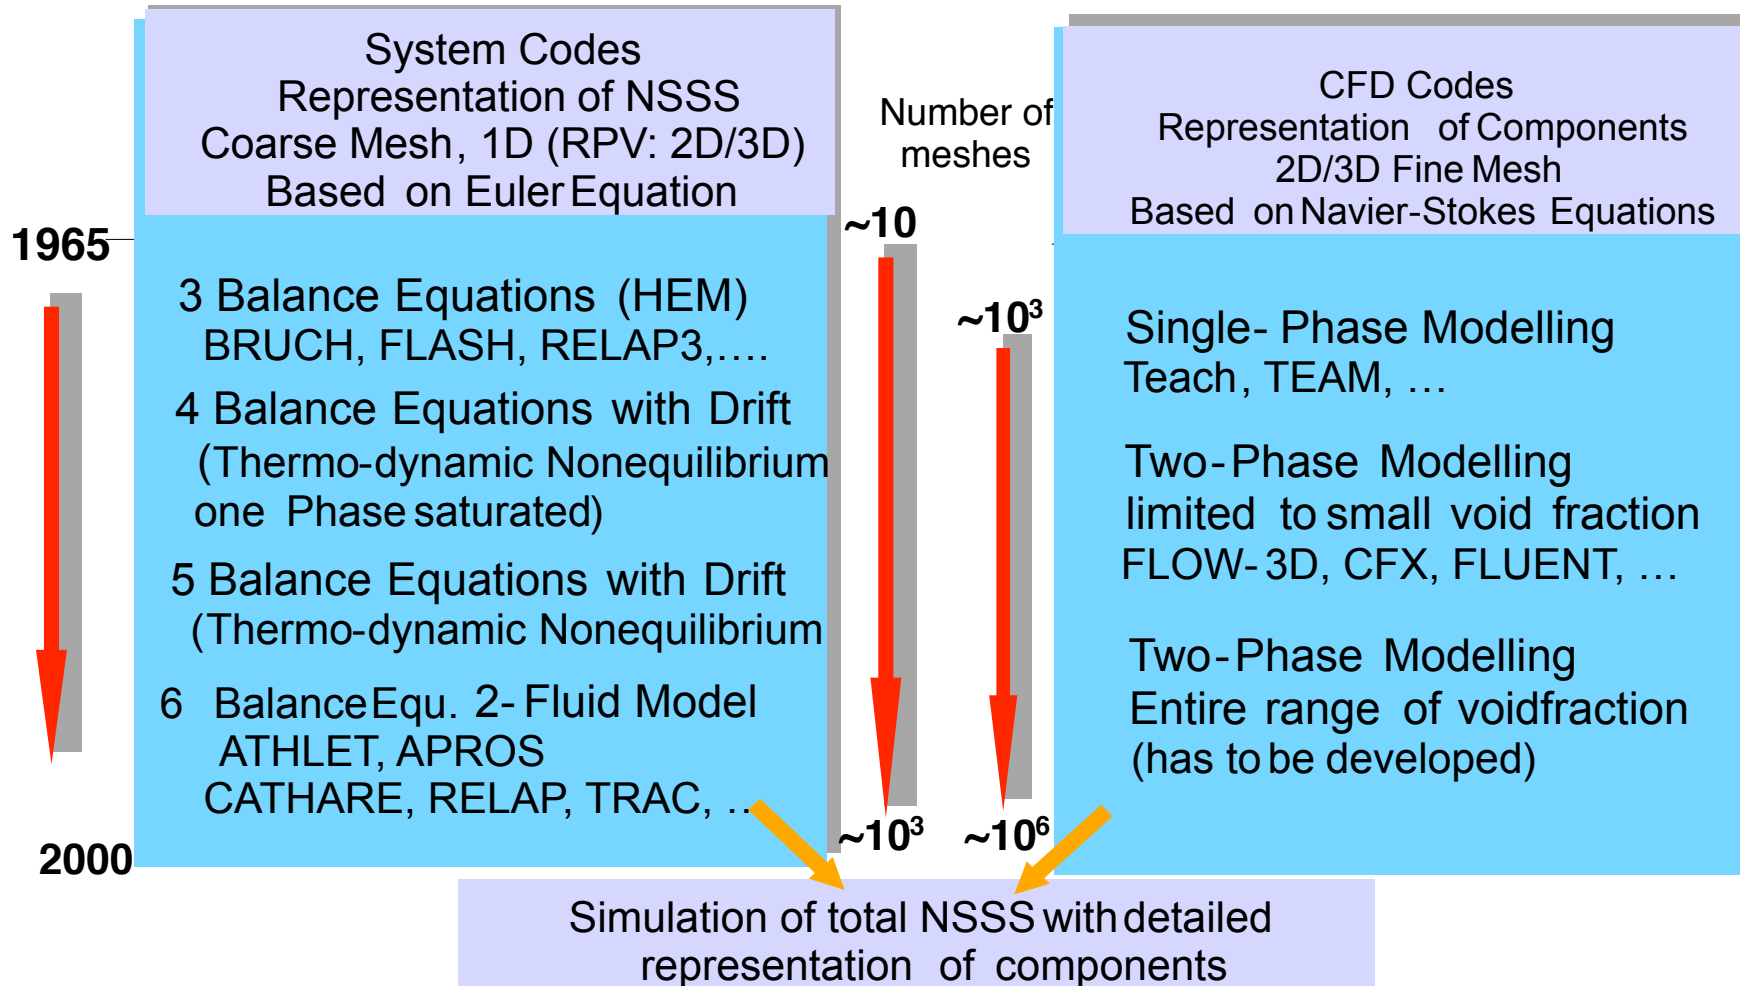 System Codes
Representation of NSSS
Coarse Mesh, 1D (RPV: 2D/3D)
Based on Euler Equation
1965
3 Balance Equations (HEM)
BRUCH, FLASH, RELAP3,....
4 Balance Equations with Drift
(Thermo-dynamic Nonequilibrium
one Phase saturated)
5 Balance Equations with Drift
(Thermo-dynamic Nonequilibrium
6 Balance Equ. 2- Fluid Model
ATHLET, APROS
CATHARE, RELAP, TRAC, …
2000
Number of
meshes
~10
~10³
~10³
~10⁶
CFD Codes
Representation of Components
2D/3D Fine Mesh
Based on Navier-Stokes Equations
Single- Phase Modelling
Teach, TEAM, …
Two-Phase Modelling
limited to small void fraction
FLOW- 3D, CFX, FLUENT, …
Two-Phase Modelling
Entire range of voidfraction
(has to be developed)
Simulation of total NSSS with detailed
representation of components